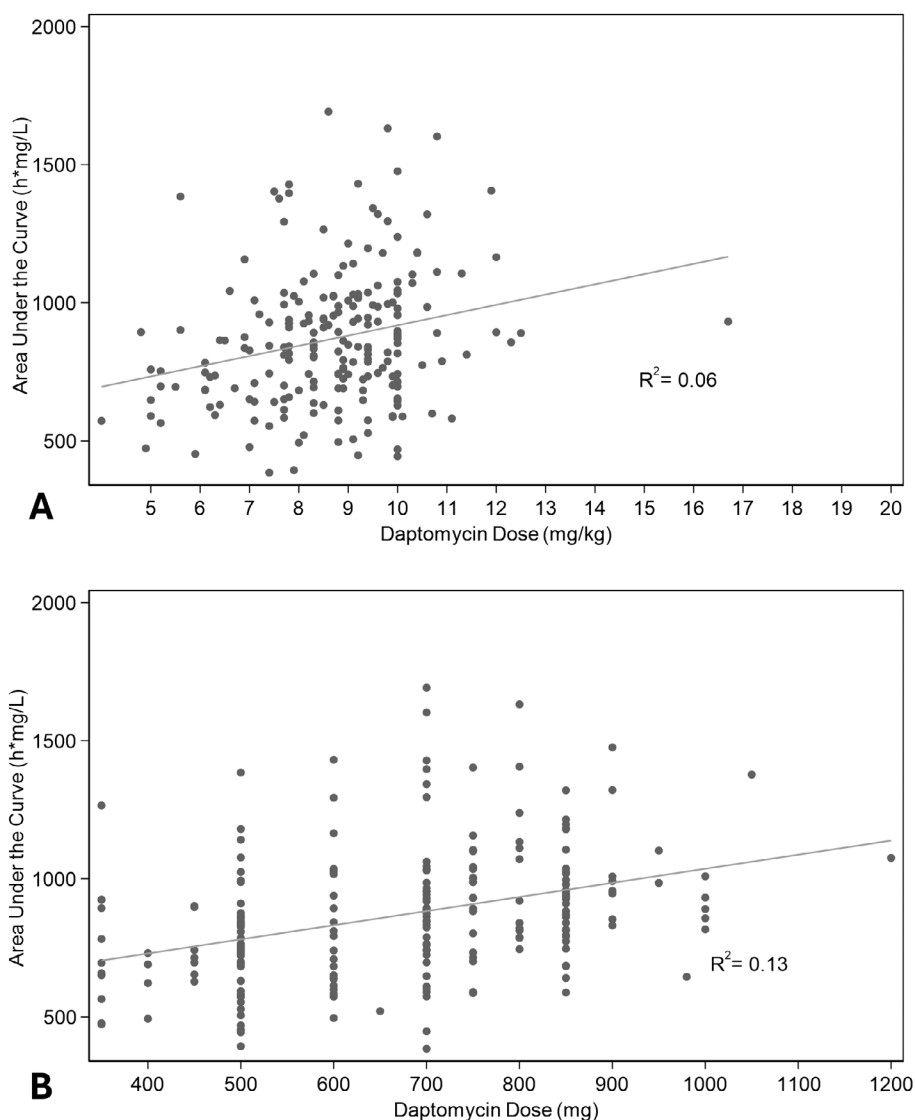 2000
1500
1000
500
Area Under the Curve (h*mg/L)
R²= 0.06
5 6 7 8 9 10 11 12 13 14 15 16 17 18 19 20
Daptomycin Dose (mg/kg)
A
2000
1500
1000
500
Area Under the Curve (h*mg/L)
R²= 0.13
400 500 600 700 800 900 1000 1100 1200
Daptomycin Dose (mg)
B